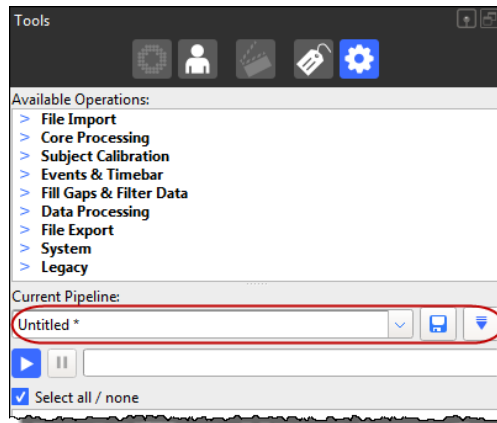 Tools
Available Operations:
> File Import
> Core Processing
> Subject Calibration
> Events & Timebar
> Fill Gaps & Filter Data
> Data Processing
> File Export
> System
> Legacy
Current Pipeline:
Untitled *
Select all / none